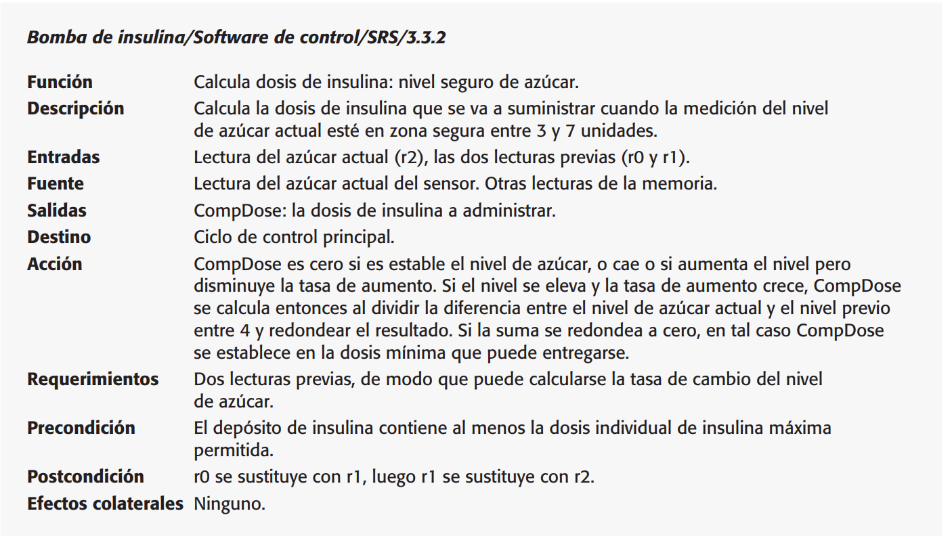 Bomba de insulina/Software de control/SRS/3.3.2
Función Calcula dosis de insulina: nivel seguro de azúcar.
Descripción Calcula la dosis de insulina que se va a suministrar cuando la medición del nivel
de azúcar actual esté en zona segura entre 3 y 7 unidades.
Entradas Lectura del azúcar actual (r2), las dos lecturas previas (r0 y r1).
Fuente Lectura del azúcar actual del sensor. Otras lecturas de la memoria.
Salidas CompDose: la dosis de insulina a administrar.
Destino Ciclo de control principal.
Acción CompDose es cero si es estable el nivel de azúcar, o cae o si aumenta el nivel pero
disminuye la tasa de aumento. Si el nivel se eleva y la tasa de aumento crece, CompDose
se calcula entonces al dividir la diferencia entre el nivel de azúcar actual y el nivel previo
entre 4 y redondear el resultado. Si la suma se redondea a cero, en tal caso CompDose
se establece en la dosis mínima que puede entregarse.
Requerimientos Dos lecturas previas, de modo que puede calcularse la tasa de cambio del nivel
de azúcar.
Precondición El depósito de insulina contiene al menos la dosis individual de insulina máxima
permitida.
Postcondición r0 se sustituye con r1, luego r1 se sustituye con r2.
Efectos colaterales Ninguno.